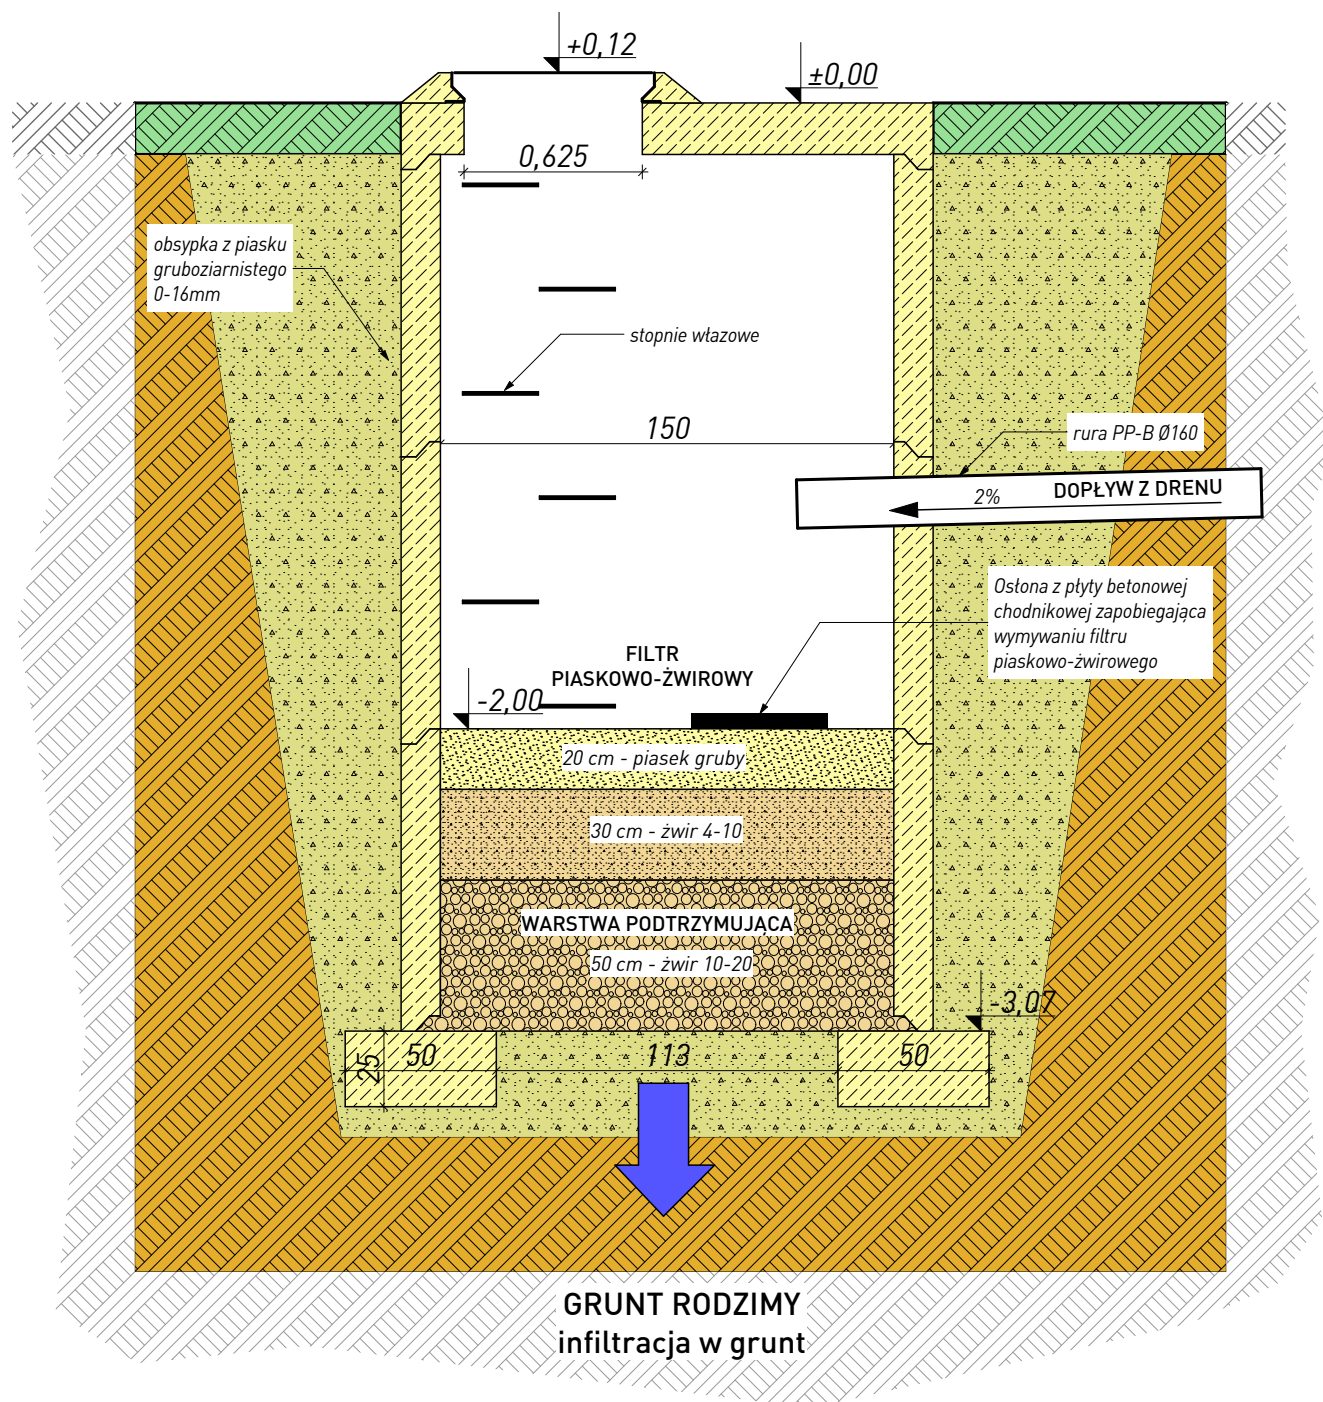 +0,12
±0,00
0,625
obsypka z piasku
gruboziarnistego
0-16mm
stopnie włazowe
150
rura PP-B Ø160
2%
DOPŁYW Z DRENU
Osłona z płyty betonowej
chodnikowej zapobiegająca
wymywaniu filtru
piaskowo-żwirowego
FILTR
PIASKOWO-ŻWIROWY
-2,00
20 cm - piasek gruby
30 cm - żwir 4-10
WARSTWA PODTRZYMUJĄCA
50 cm - żwir 10-20
-3,07
25
50
113
50
GRUNT RODZIMY
infiltracja w grunt